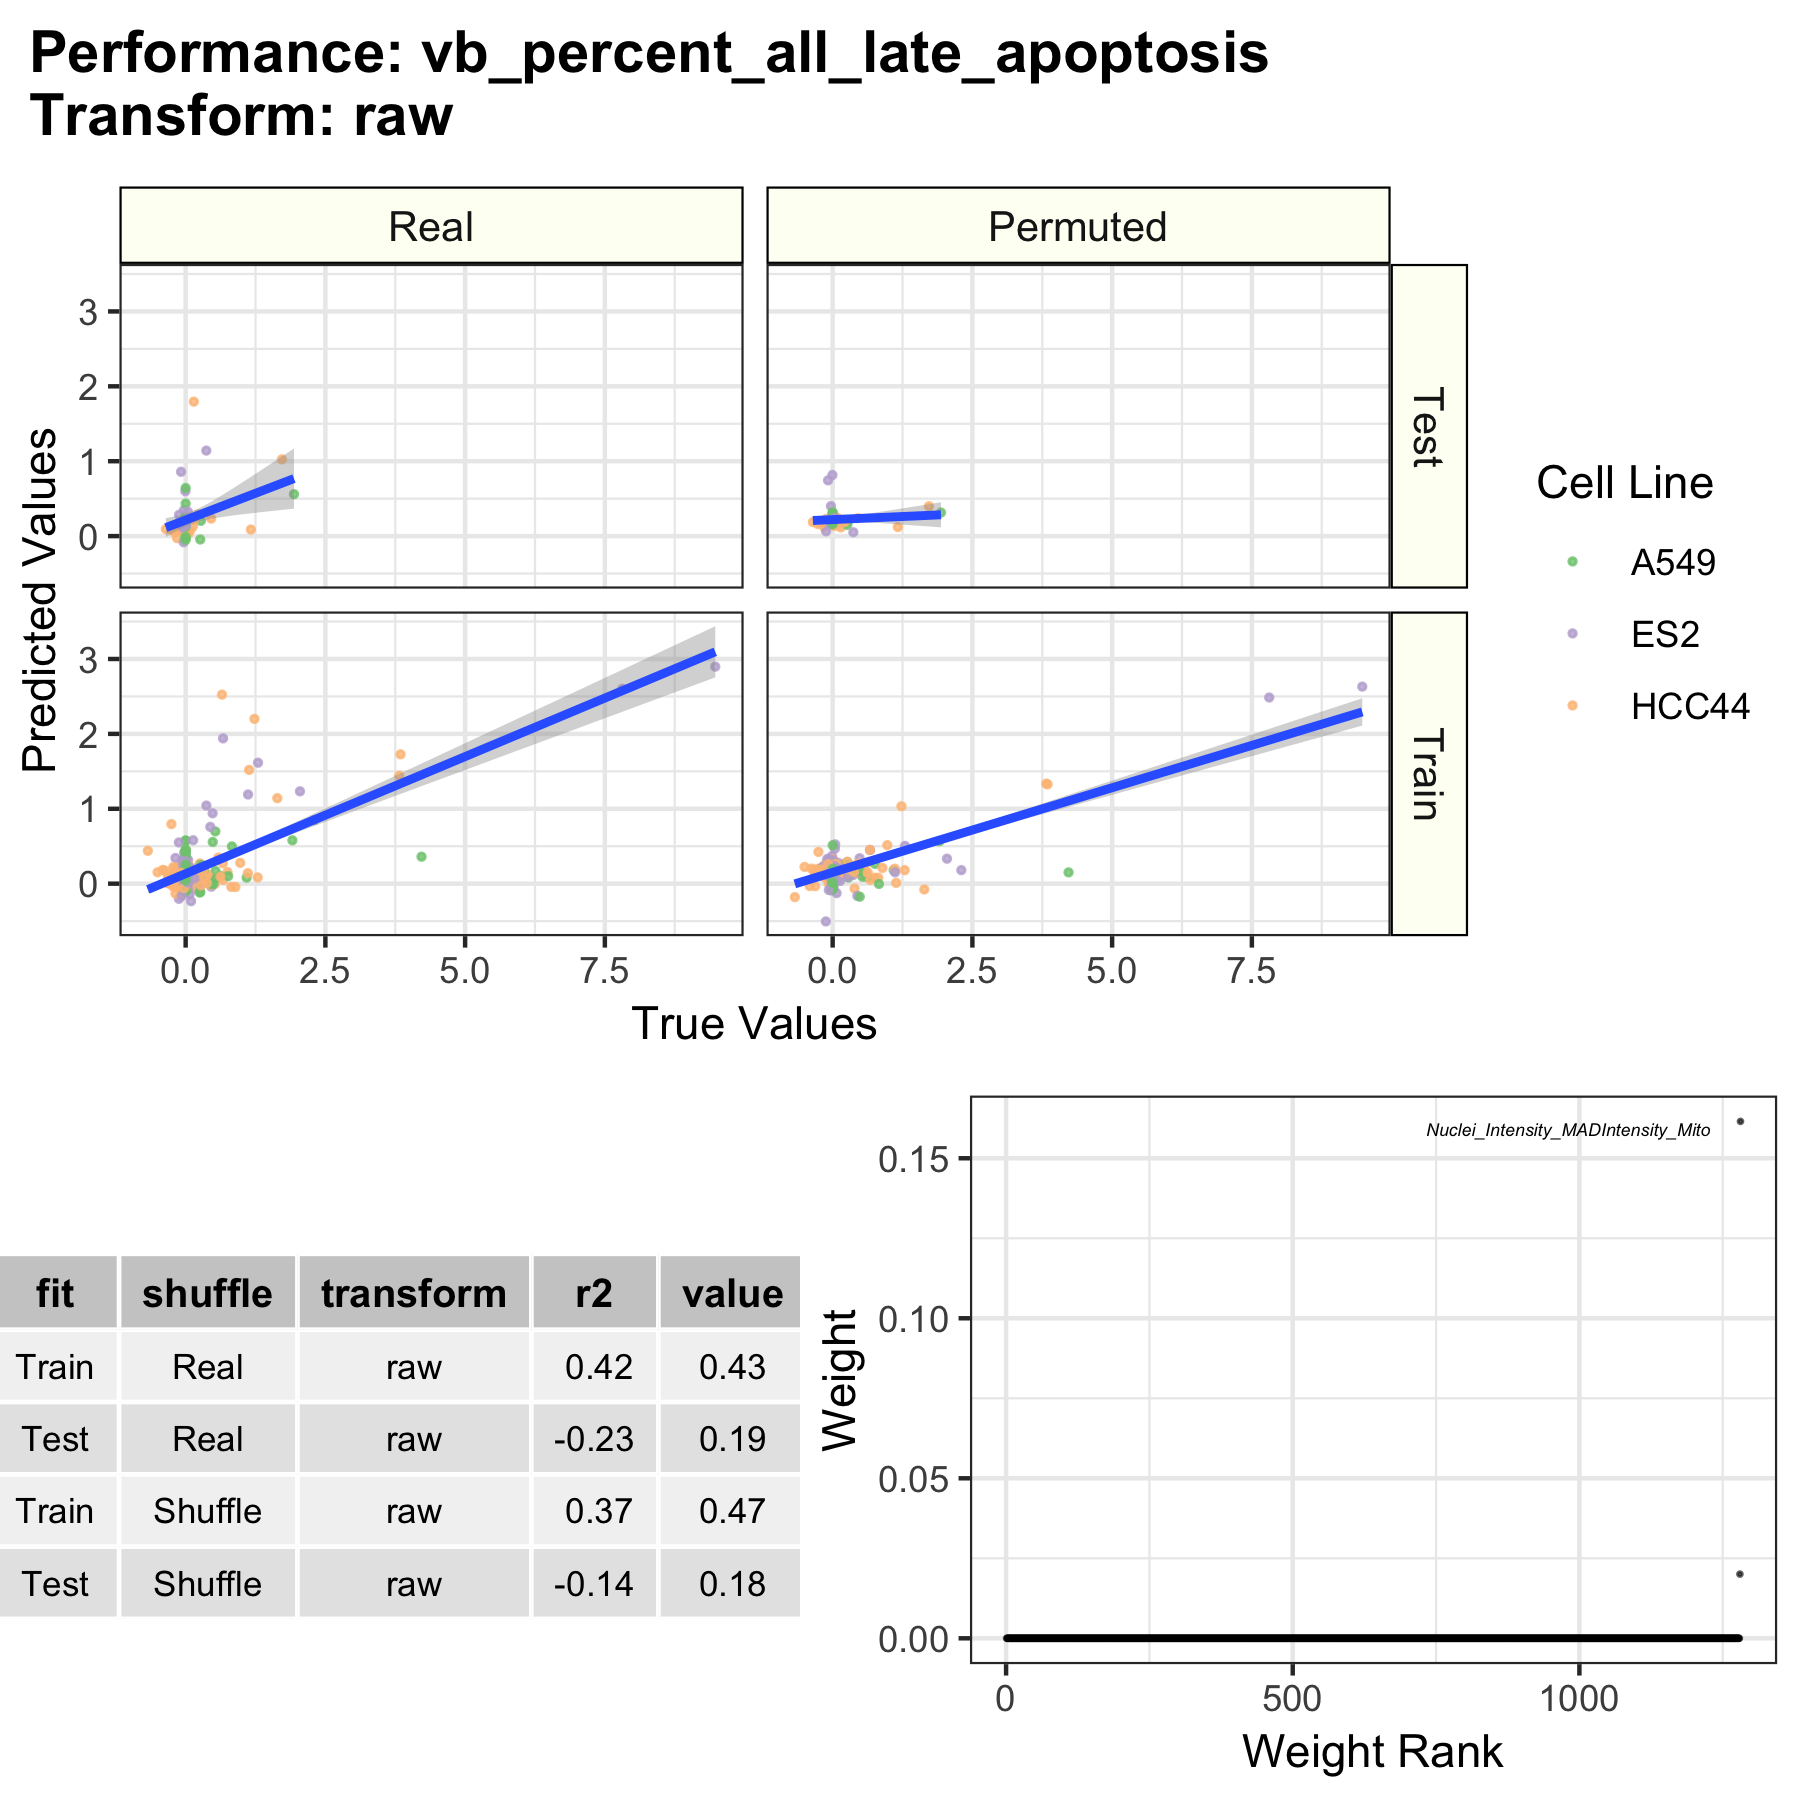 Performance: vb_percent_all_late_apoptosis
Transform: raw
Real
Permuted
3
2
1
0
Test
3
2
1
0
Train
Predicted Values
0.0
2.5
5.0
7.5
0.0
2.5
5.0
7.5
True Values
Cell Line
A549
ES2
HCC44
fit shuffle transform r2 value
Train Real raw 0.42 0.43
Test Real raw -0.23 0.19
Train Shuffle raw 0.37 0.47
Test Shuffle raw -0.14 0.18
Nuclei_Intensity_MADIntensity_Mito
0.15
0.10
0.05
0.00
Weight
0
500
1000
Weight Rank